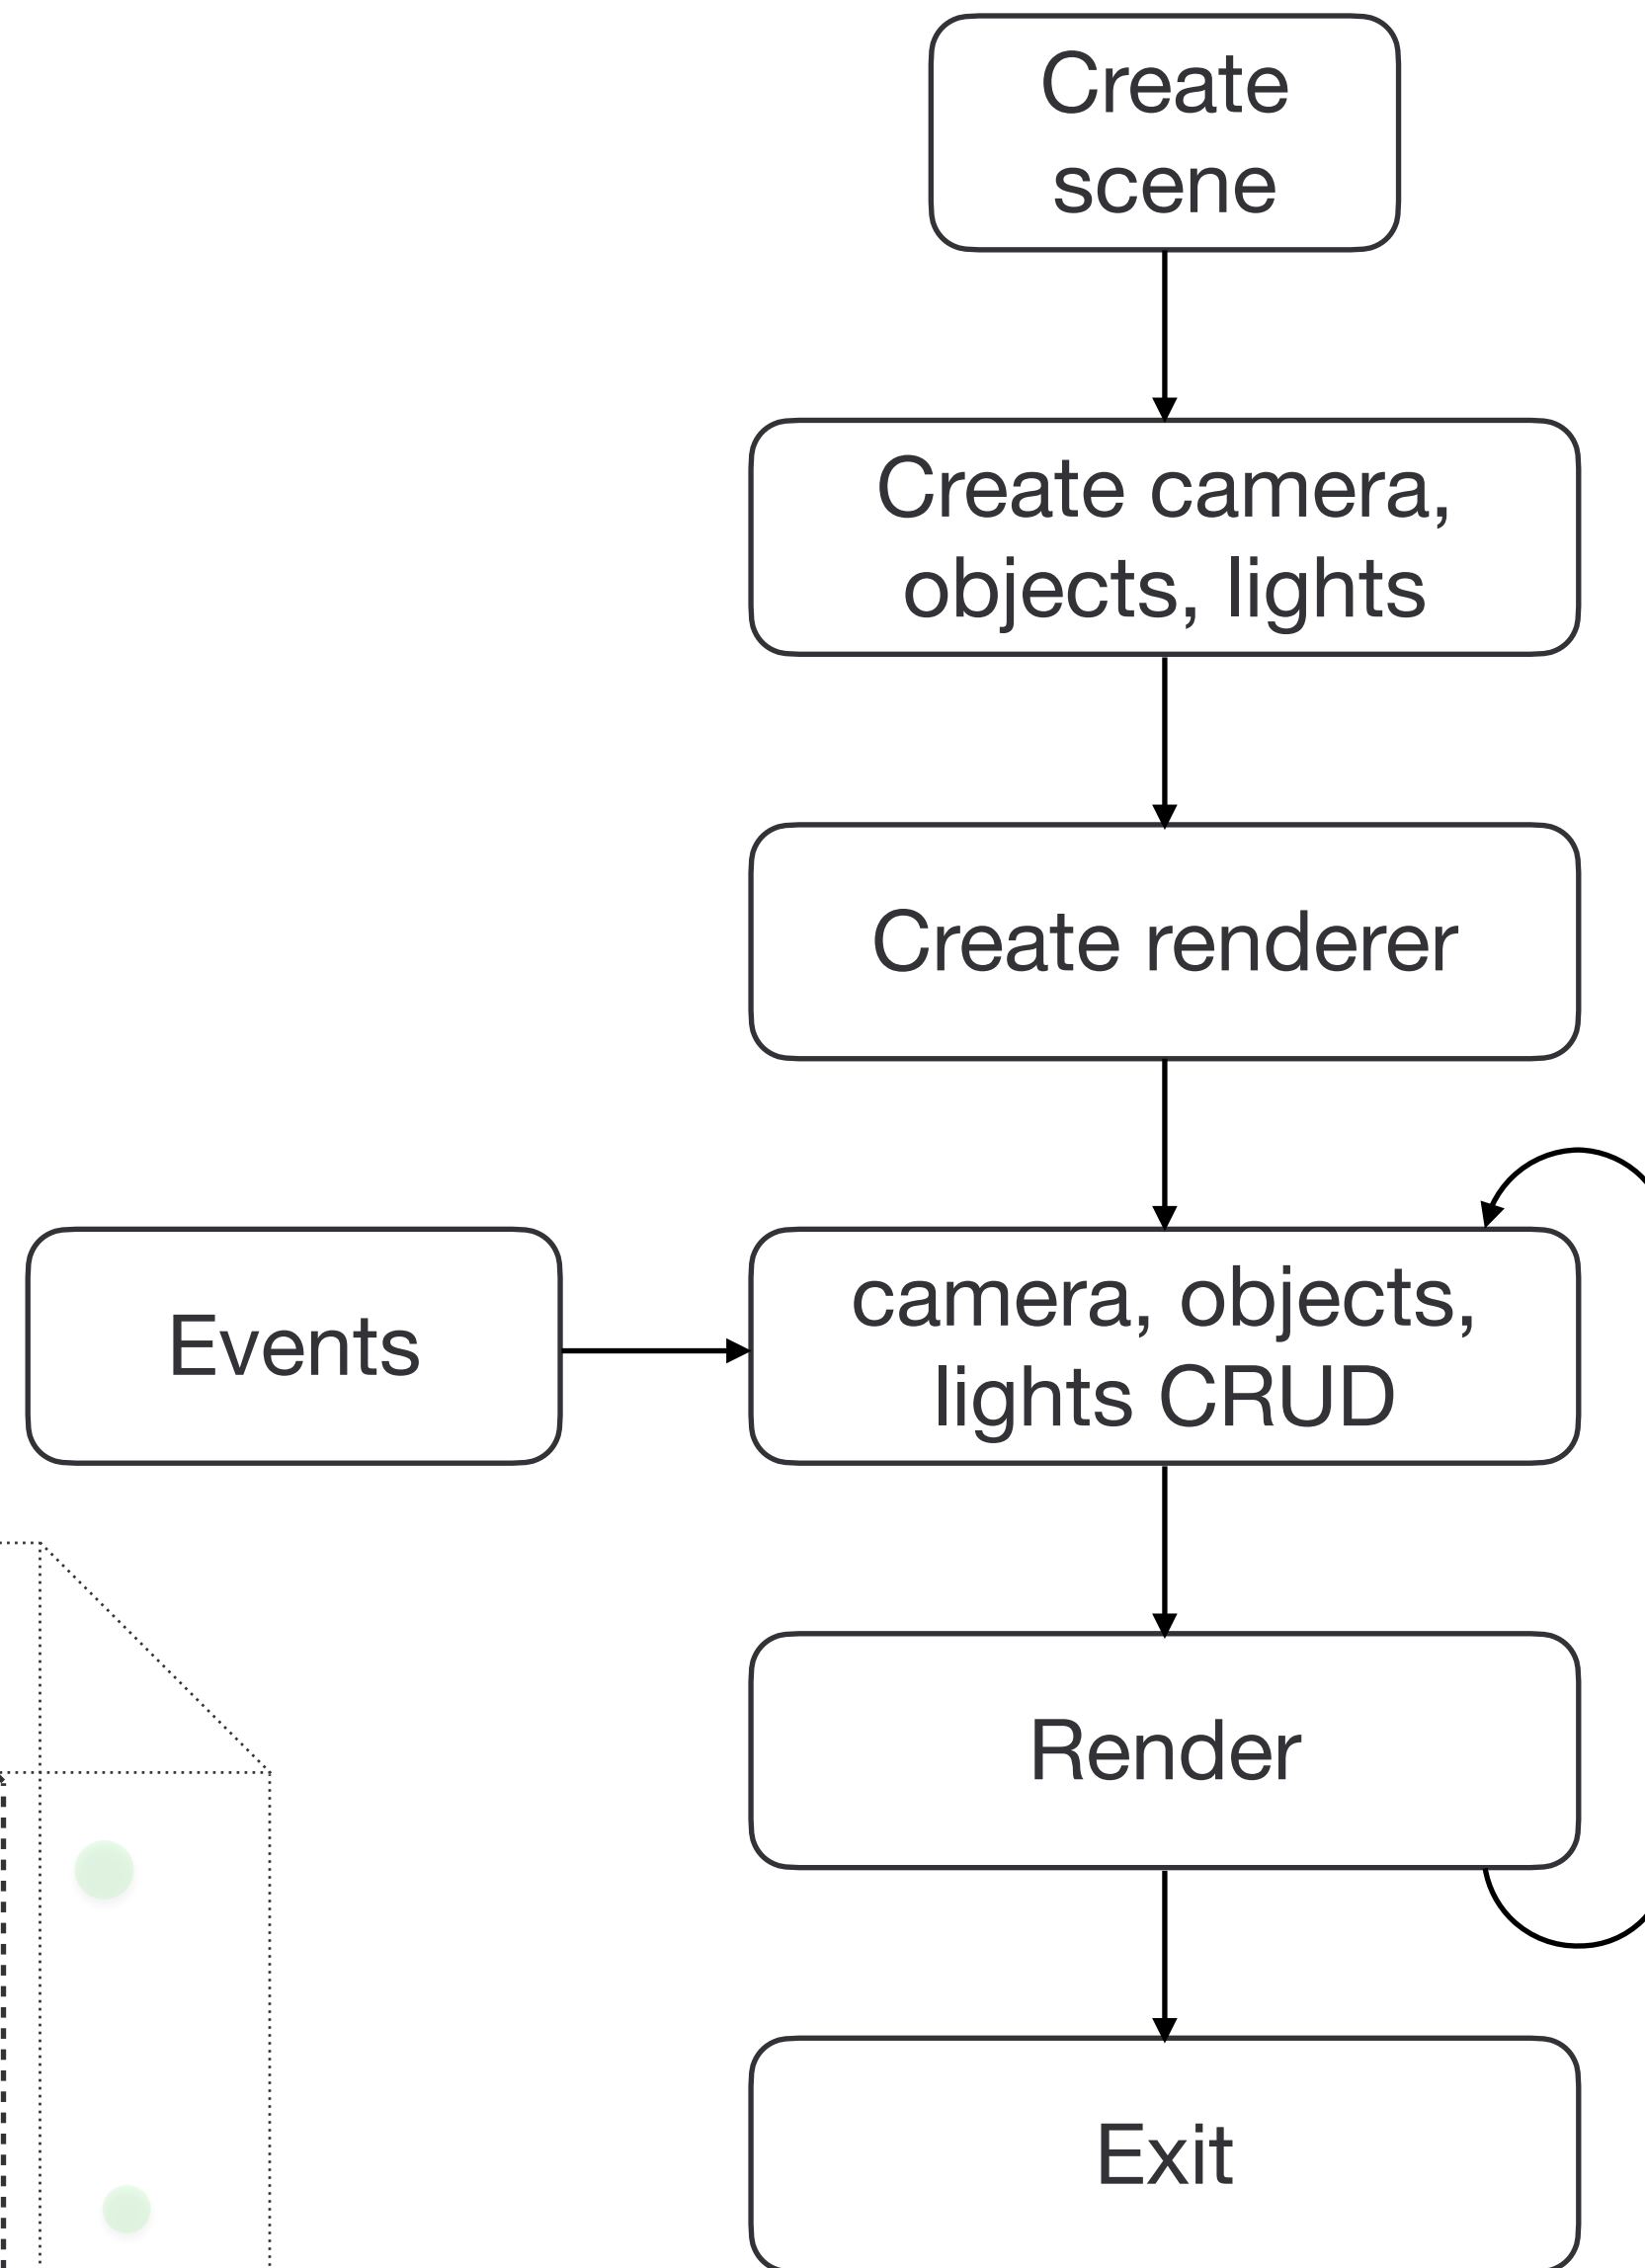 Create
scene
Create camera,
objects, lights
Create renderer
Events
camera, objects,
lights CRUD
Render
Exit